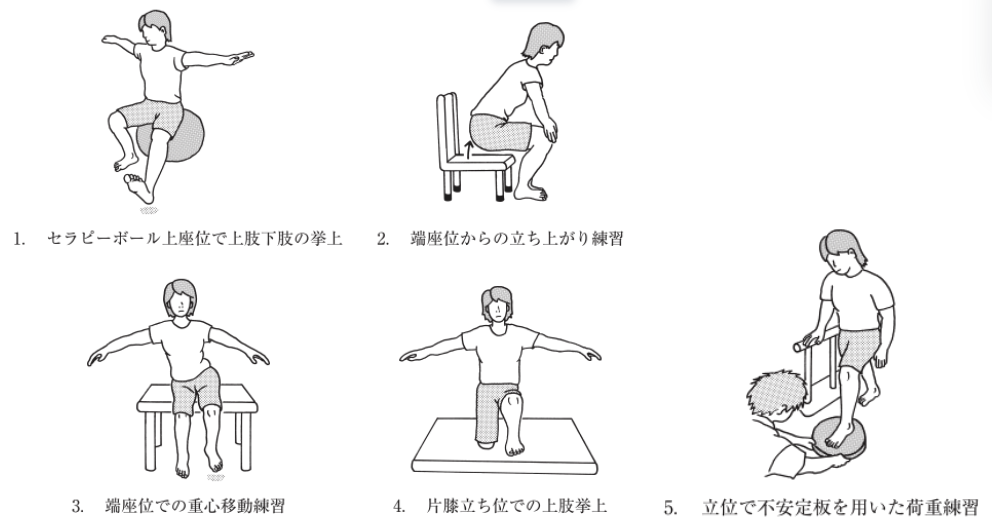 1. セラピーボール上座位で上肢下肢の挙上
2. 端座位からの立ち上がり練習
3. 端座位での重心移動練習
4. 片膝立ち位での上肢挙上
5. 立位で不安定板を用いた荷重練習